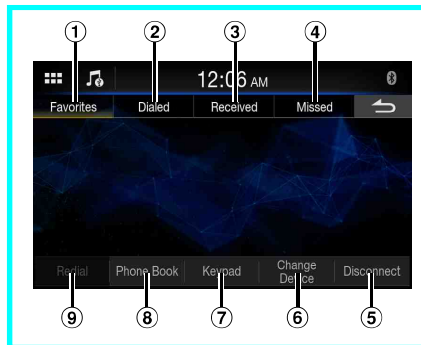 1 2 3 4
12:06 AM
Favorites Dialed Received Missed
Redial Phone Book Keypad Change Device Disconnect
9 8 7 6 5